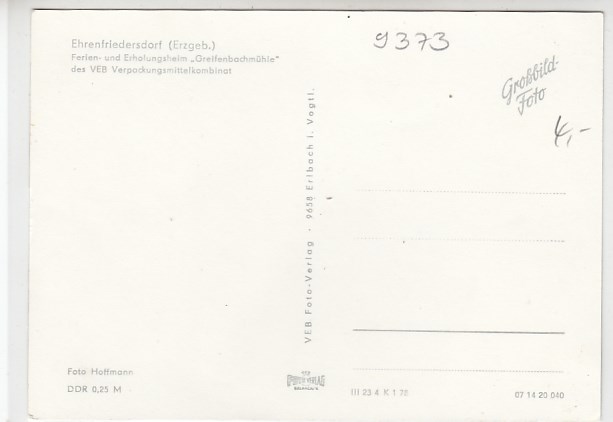 Ehrenfriedersdorf (Erzgeb.)
Ferien- und Erholungsheim „Greifenbachmühle“
des VEB Verpackungsmittelkombinat
9373
Großbild-
Foto
4,-
VEB Foto-Verlag · 9658 Erlbach i. Vogtl.
Foto Hoffmann
DDR 0,25 M
III 23 4 K 1 70
07 14 20 040